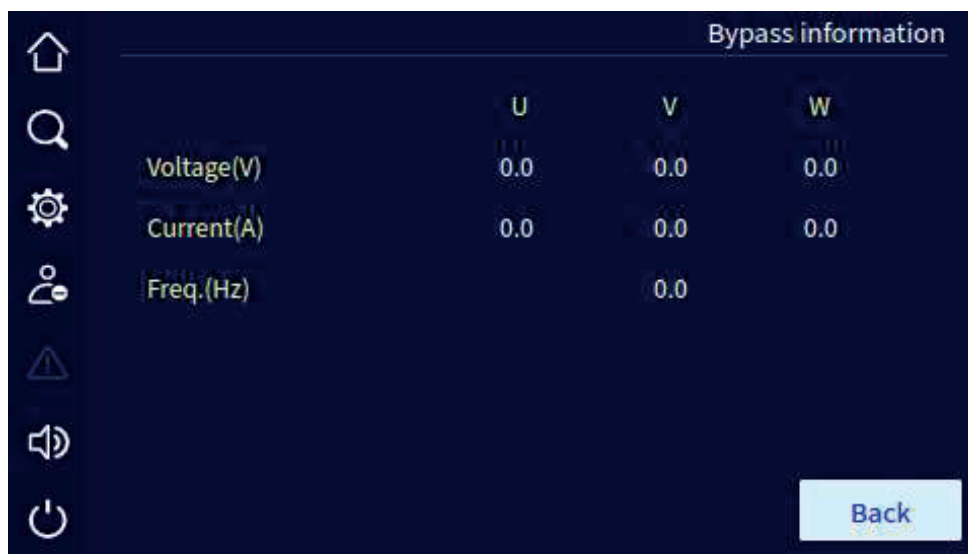 Bypass information
U V W
Voltage(V) 0.0 0.0 0.0
Current(A) 0.0 0.0 0.0
Freq.(Hz) 0.0
Back